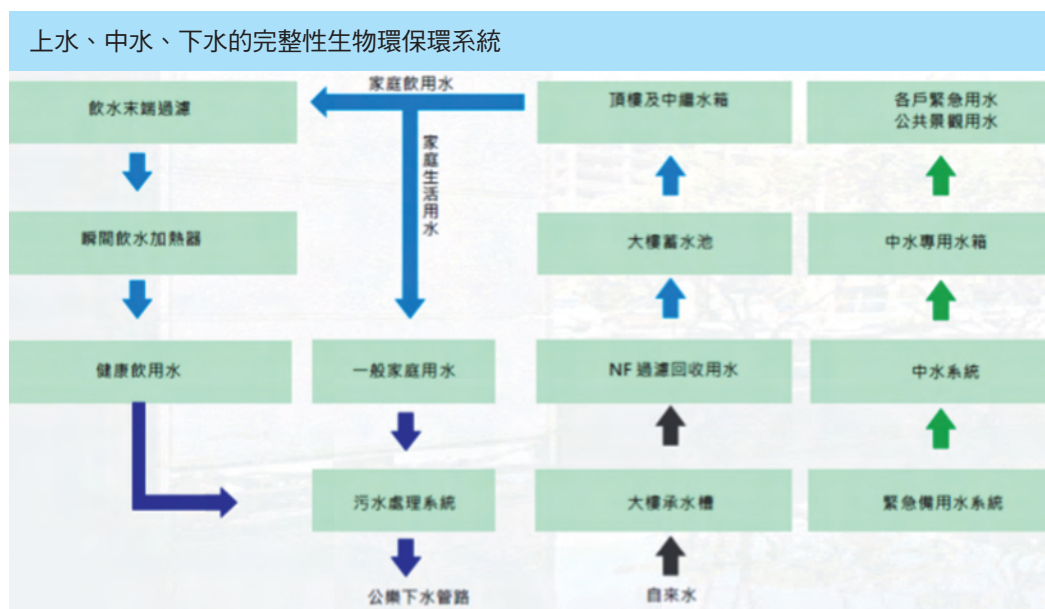 上水、中水、下水的完整性生物環保環系統
家庭飲用水
飲水末端過濾
頂樓及中繼水箱
各戶緊急用水
公共景觀用水
家庭生活用水
瞬間飲水加熱器
大樓蓄水池
中水專用水箱
健康飲用水
一般家庭用水
NF 過濾回收用水
中水系統
污水處理系統
大樓承水槽
緊急備用水系統
公樂下水管路
自來水